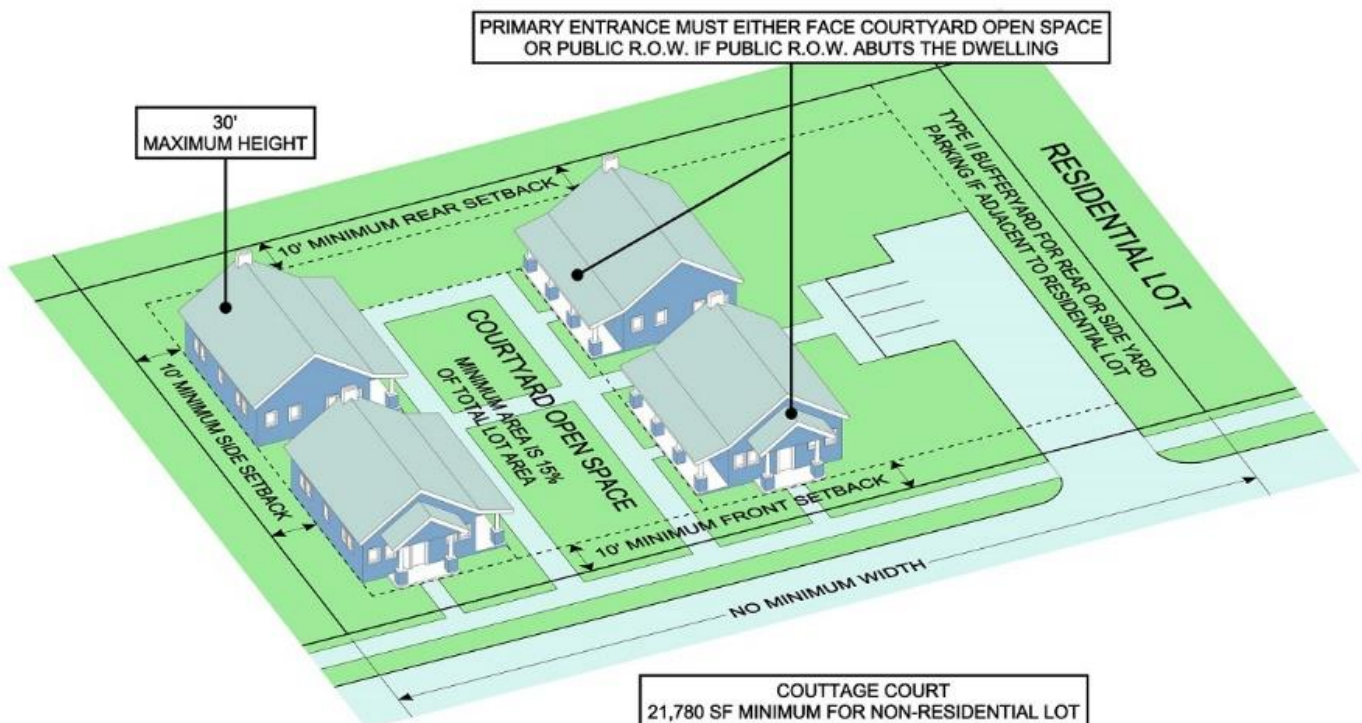 PRIMARY ENTRANCE MUST EITHER FACE COURTYARD OPEN SPACE
OR PUBLIC R.O.W. IF PUBLIC R.O.W. ABUTS THE DWELLING
30'
MAXIMUM HEIGHT
10' MINIMUM REAR SETBACK
TYPE II BUFFERYARD FOR REAR OR SIDE YARD
PARKING IF ADJACENT TO RESIDENTIAL LOT
RESIDENTIAL LOT
COURTYARD OPEN SPACE
MINIMUM AREA IS 15%
OF TOTAL LOT AREA
10' MINIMUM SIDE SETBACK
10' MINIMUM FRONT SETBACK
NO MINIMUM WIDTH
COUTTAGE COURT
21,780 SF MINIMUM FOR NON-RESIDENTIAL LOT